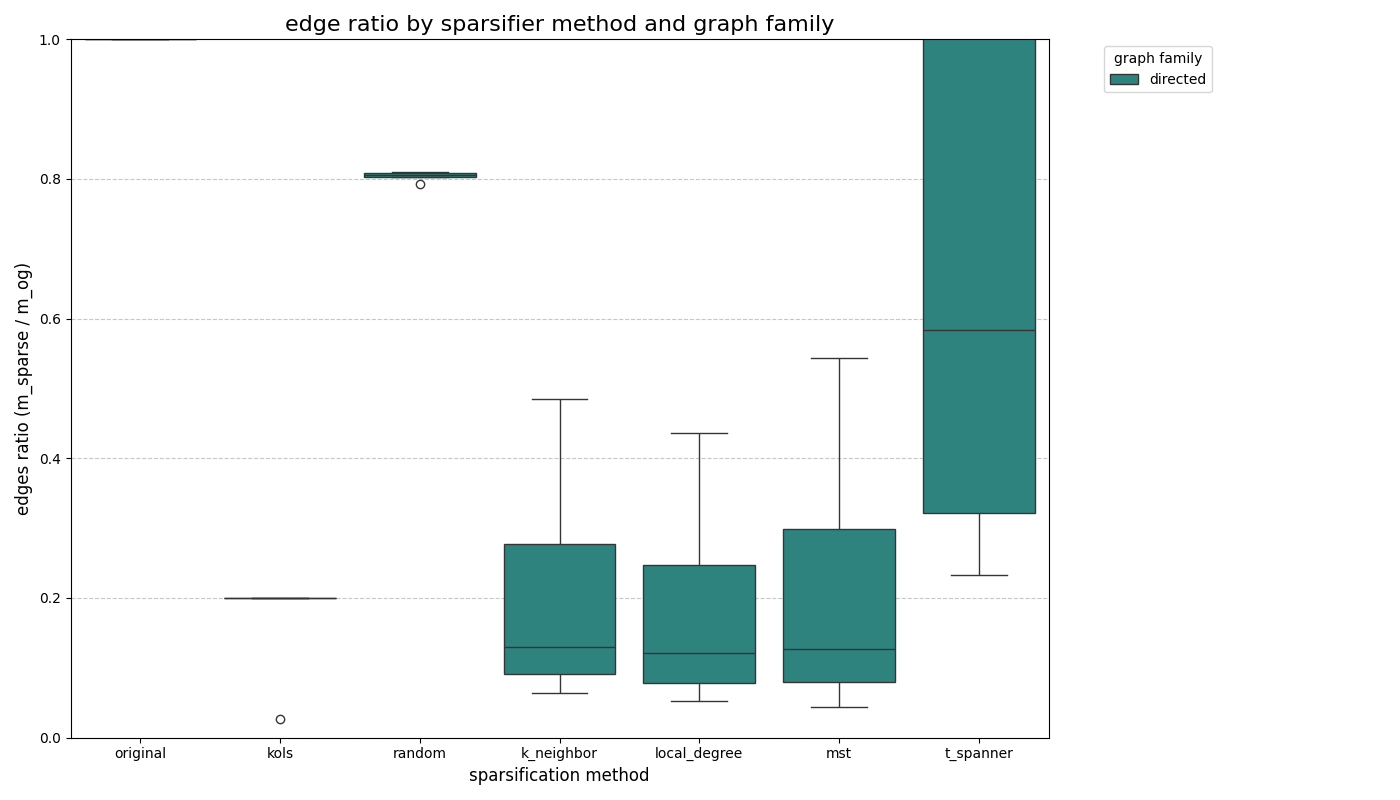 edge ratio by sparsifier method and graph family
graph family
directed
edges ratio (m_sparse / m_og)
1.0
0.8
0.6
0.4
0.2
0.0
original kols random k_neighbor local_degree mst t_spanner
sparsification method